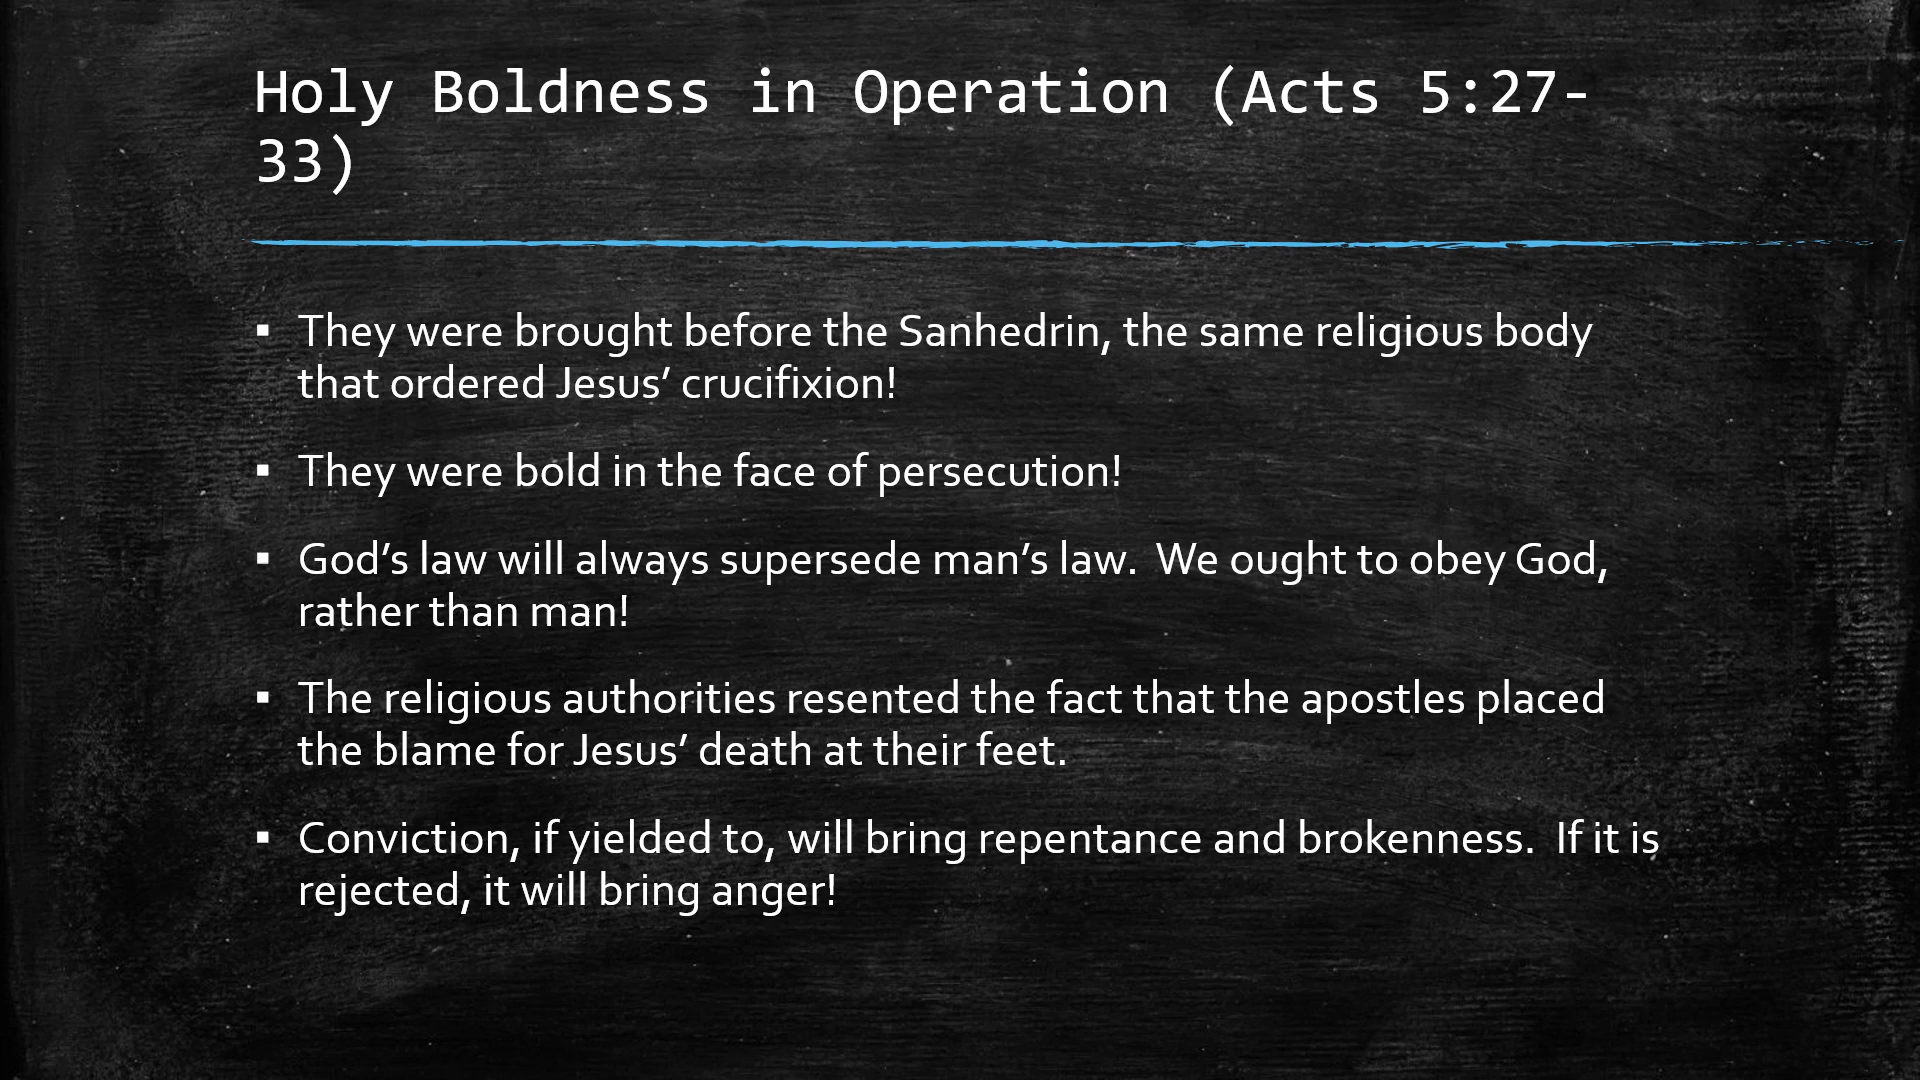 Holy Boldness in Operation (Acts 5:27-
33)
▪ They were brought before the Sanhedrin, the same religious body
that ordered Jesus’ crucifixion!
▪ They were bold in the face of persecution!
▪ God’s law will always supersede man’s law.  We ought to obey God,
rather than man!
▪ The religious authorities resented the fact that the apostles placed
the blame for Jesus’ death at their feet.
▪ Conviction, if yielded to, will bring repentance and brokenness.  If it is
rejected, it will bring anger!